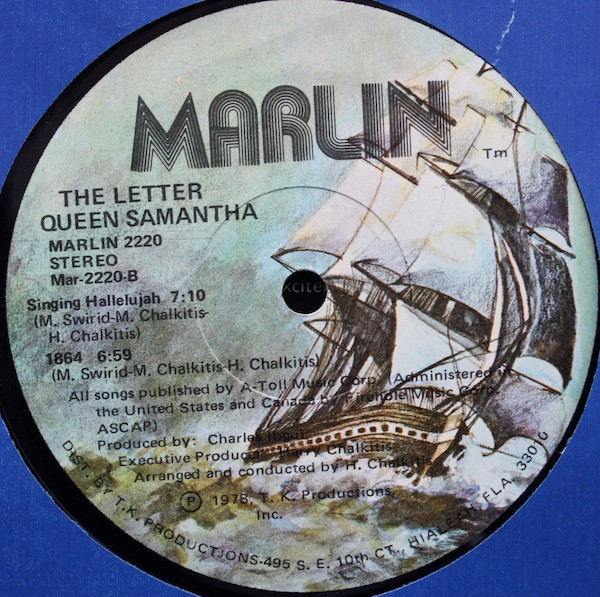 MARLIN
Tm
THE LETTER
QUEEN SAMANTHA
MARLIN 2220
STEREO
Mar-2220-B
Singing Hallelujah 7:10
(M. Swirid-M. Chalkitis-
H. Chalkitis)
1864 6:59
(M. Swirid-M. Chalkitis-H. Chalkitis)
All songs published by A-Toll Music Corp. (Administered in
the United States and Canada by Firehole Music Corp.
ASCAP)
Produced by: Charles
Executive Producer: Harry Chalkitis
Arranged and conducted by H. Chalkitis
Ⓟ 1978, T. K. Productions,
Inc.
DIST. BY T.K. PRODUCTIONS-495 S. E. 10th CT., HIALEAH, FLA. 33010